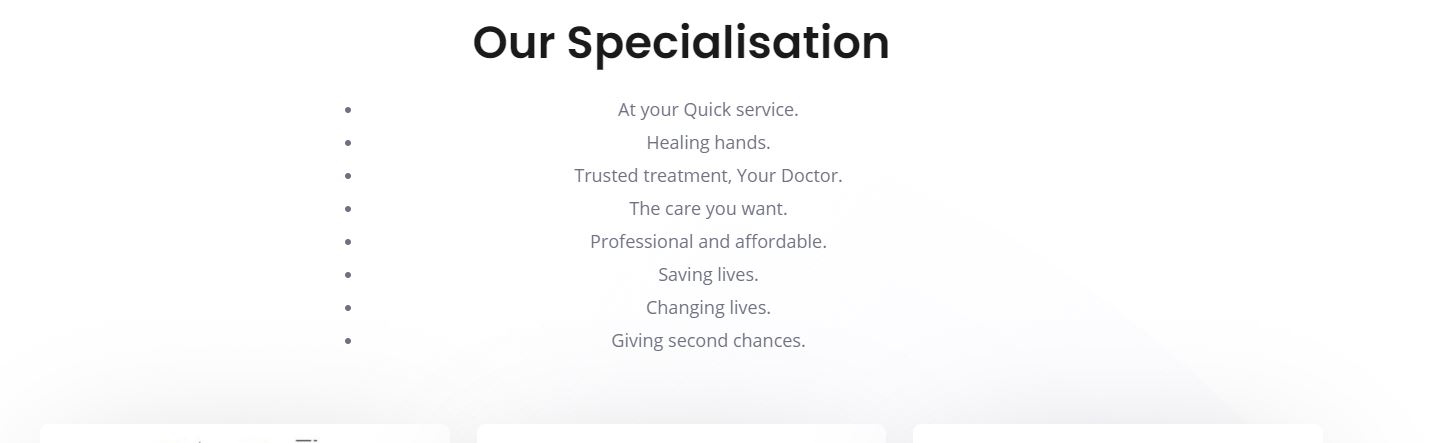 Our Specialisation
• At your Quick service.
• Healing hands.
• Trusted treatment, Your Doctor.
• The care you want.
• Professional and affordable.
• Saving lives.
• Changing lives.
• Giving second chances.